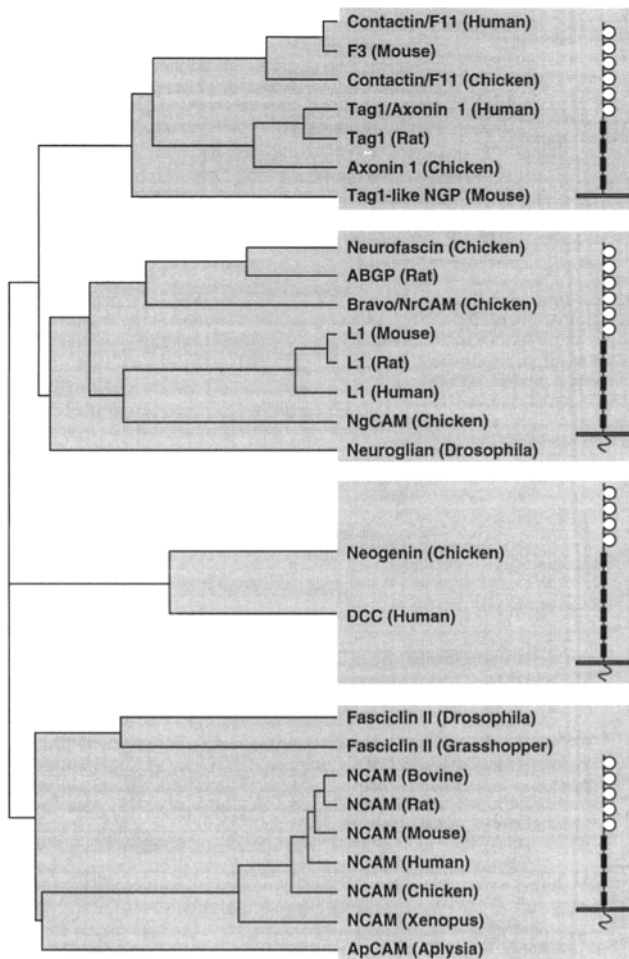 Contactin/F11 (Human)
F3 (Mouse)
Contactin/F11 (Chicken)
Tag1/Axonin 1 (Human)
Tag1 (Rat)
Axonin 1 (Chicken)
Tag1-like NGP (Mouse)
Neurofascin (Chicken)
ABGP (Rat)
Bravo/NrCAM (Chicken)
L1 (Mouse)
L1 (Rat)
L1 (Human)
NgCAM (Chicken)
Neuroglian (Drosophila)
Neogenin (Chicken)
DCC (Human)
Fasciclin II (Drosophila)
Fasciclin II (Grasshopper)
NCAM (Bovine)
NCAM (Rat)
NCAM (Mouse)
NCAM (Human)
NCAM (Chicken)
NCAM (Xenopus)
ApCAM (Aplysia)